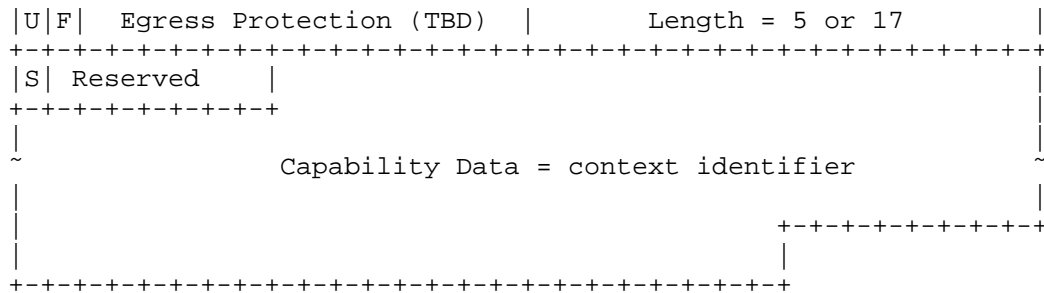 |U|F|  Egress Protection (TBD)  |      Length = 5 or 17         |
+-+-+-+-+-+-+-+-+-+-+-+-+-+-+-+-+-+-+-+-+-+-+-+-+-+-+-+-+-+-+-+-+
|S| Reserved    |                                               |
+-+-+-+-+-+-+-+-+                                               |
|                                                               |
~                Capability Data = context identifier           ~
|                                                               |
|                                               +-+-+-+-+-+-+-+-+
|                                               |
+-+-+-+-+-+-+-+-+-+-+-+-+-+-+-+-+-+-+-+-+-+-+-+-+